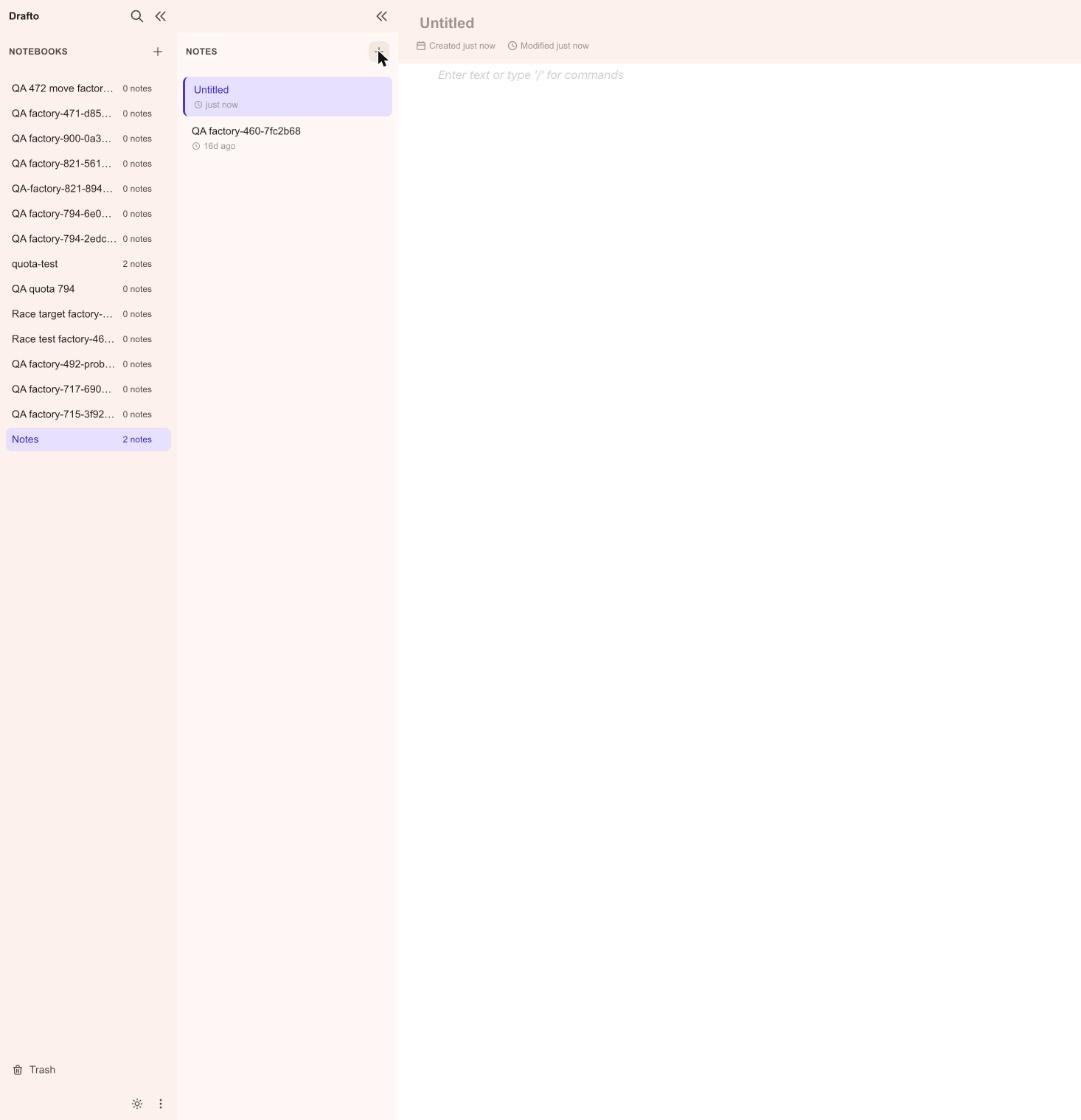 Drafto
NOTEBOOKS
QA 472 move factor… 0 notes
QA factory-471-d85… 0 notes
QA factory-900-0a3… 0 notes
QA factory-821-561… 0 notes
QA-factory-821-894… 0 notes
QA factory-794-6e0… 0 notes
QA factory-794-2edc… 0 notes
quota-test 2 notes
QA quota 794 0 notes
Race target factory-… 0 notes
Race test factory-46… 0 notes
QA factory-492-prob… 0 notes
QA factory-717-690… 0 notes
QA factory-715-3f92… 0 notes
Notes 2 notes
Trash
NOTES
Untitled
just now
QA factory-460-7fc2b68
16d ago
Untitled
Created just now Modified just now
Enter text or type '/' for commands